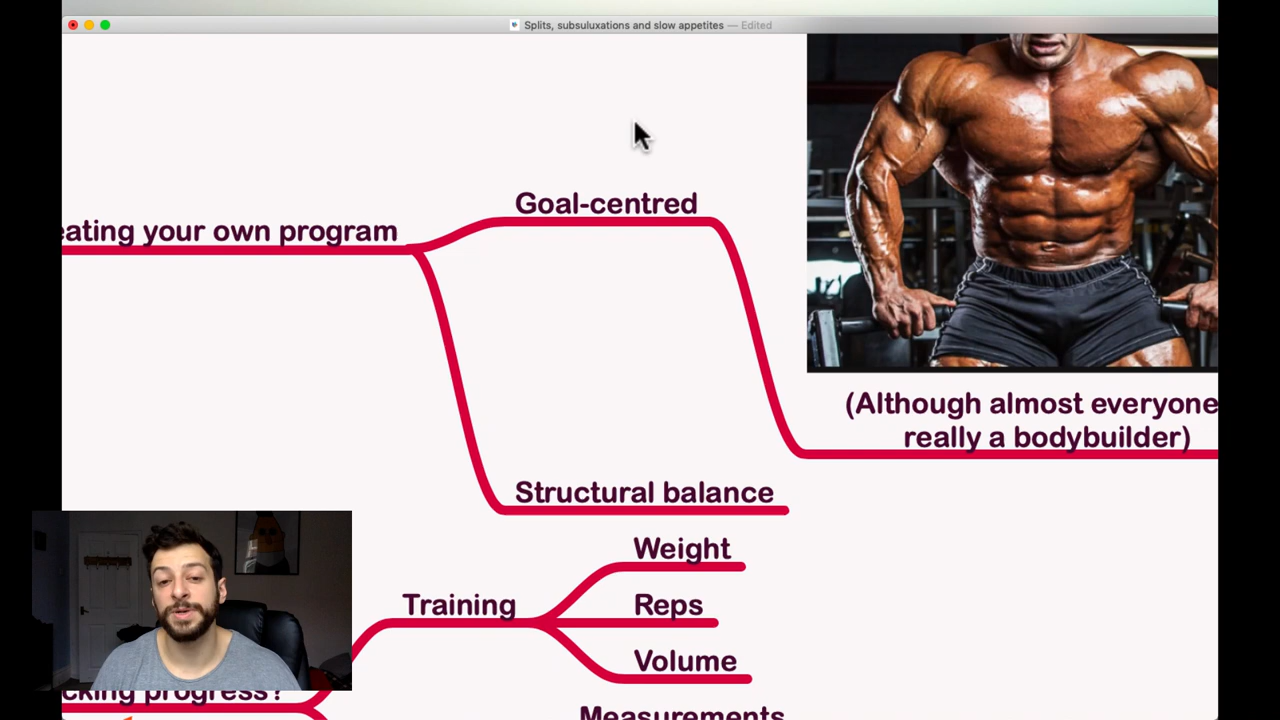 Splits, subsuluxations and slow appetites — Edited
Goal-centred
eating your own program
(Although almost everyone
really a bodybuilder)
Structural balance
Weight
Training
Reps
Volume
cking progress?
Measurements